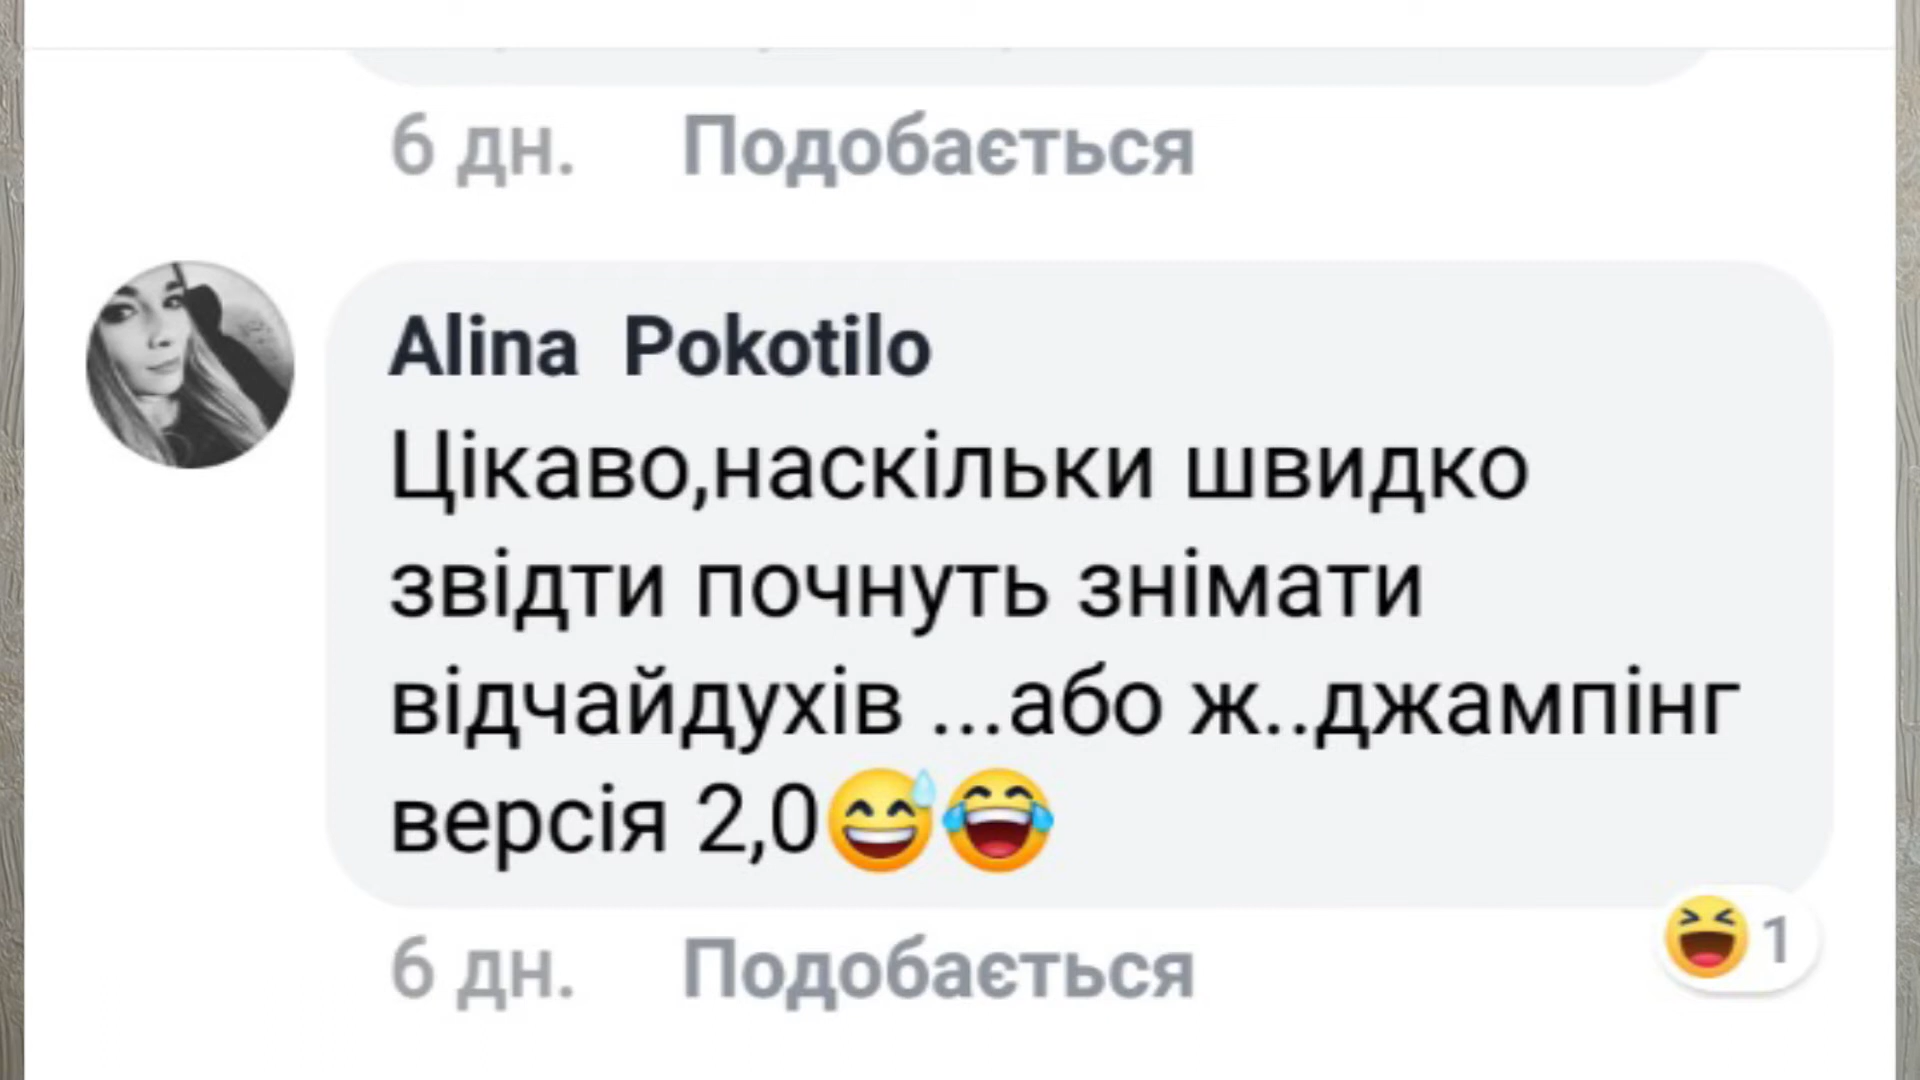 6 дн. Подобається
Alina Pokotilo
Цікаво,наскільки швидко
звідти почнуть знімати
відчайдухів ...або ж..джампінг
версія 2,0😅😂
1
6 дн. Подобається